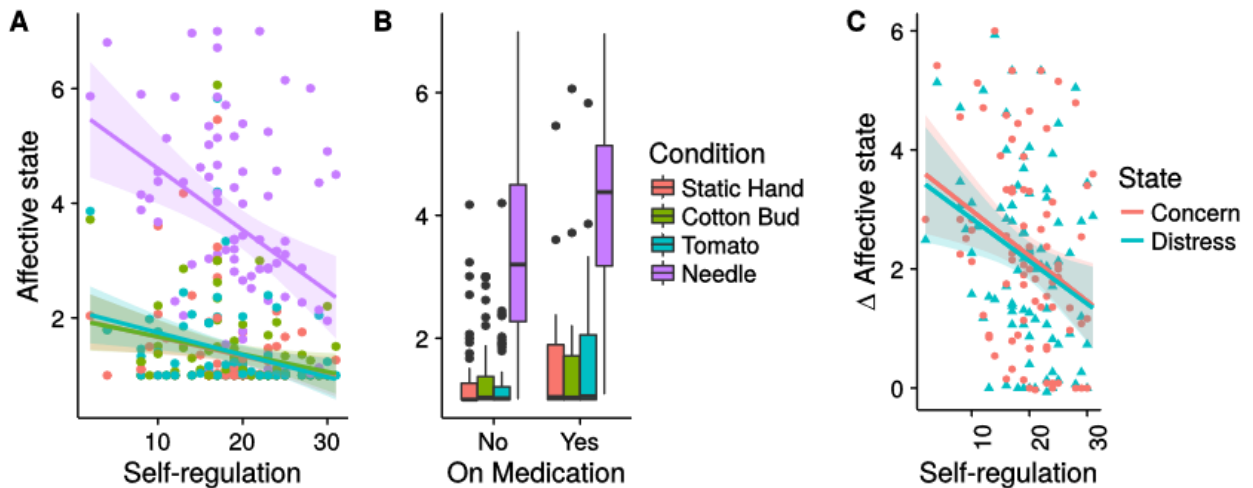 A
Affective state
6
4
2
10 20 30
Self-regulation
B
6
4
2
No Yes
On Medication
Condition
Static Hand
Cotton Bud
Tomato
Needle
C
Δ Affective state
6
4
2
0
10 20 30
Self-regulation
State
Concern
Distress